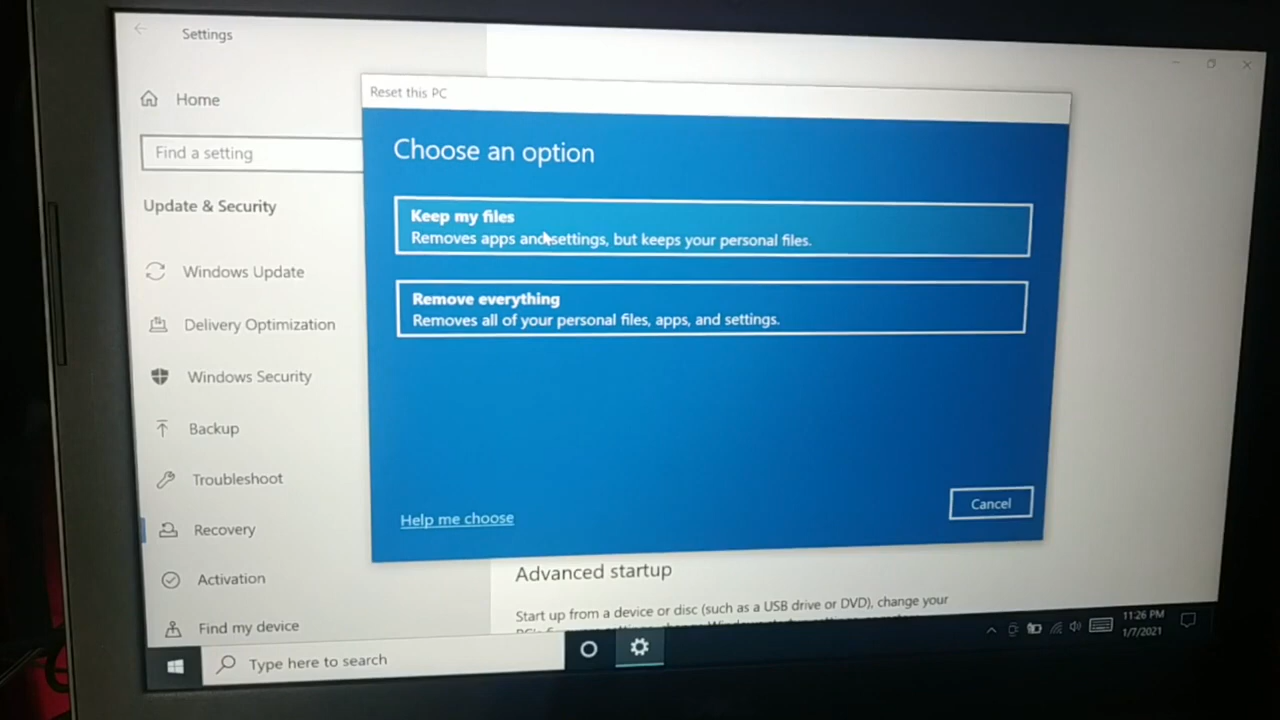 Settings
Home
Find a setting
Update & Security
Windows Update
Delivery Optimization
Windows Security
Backup
Troubleshoot
Recovery
Activation
Find my device
Reset this PC
Choose an option
Keep my files
Removes apps and settings, but keeps your personal files.
Remove everything
Removes all of your personal files, apps, and settings.
Help me choose
Cancel
Advanced startup
Start up from a device or disc (such as a USB drive or DVD), change your
Type here to search
11:26 PM
1/7/2021